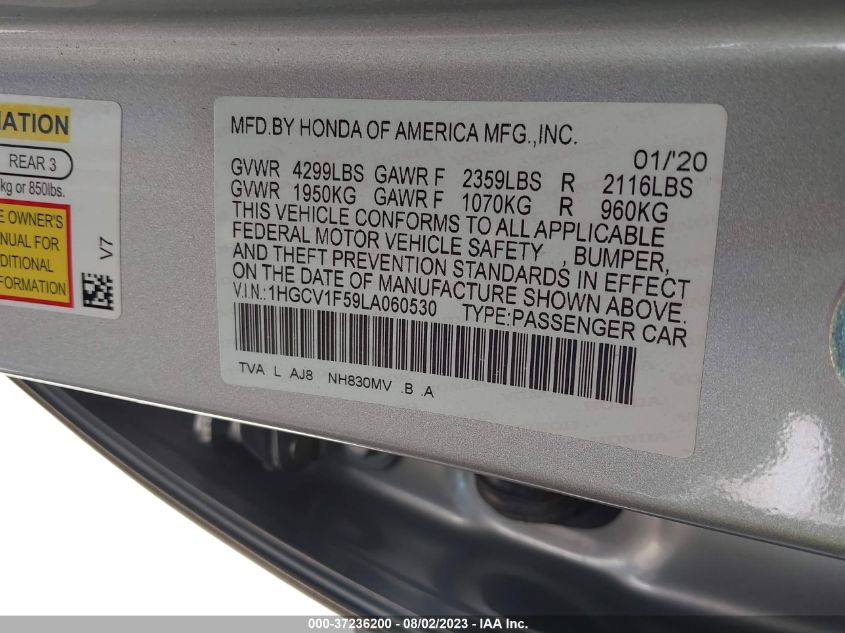 MATION
REAR 3
kg or 850lbs.
E OWNER'S
NUAL FOR
DITIONAL
FORMATION
V7
MFD.BY HONDA OF AMERICA MFG.,INC.
01/'20
GVWR 4299LBS GAWR F 2359LBS R 2116LBS
GVWR 1950KG GAWR F 1070KG R 960KG
THIS VEHICLE CONFORMS TO ALL APPLICABLE
FEDERAL MOTOR VEHICLE SAFETY , BUMPER,
AND THEFT PREVENTION STANDARDS IN EFFECT
ON THE DATE OF MANUFACTURE SHOWN ABOVE.
V.I.N.:1HGCV1F59LA060530 TYPE:PASSENGER CAR
TVA L AJ8 NH830MV .B .A
000-37236200 - 08/02/2023 - IAA Inc.